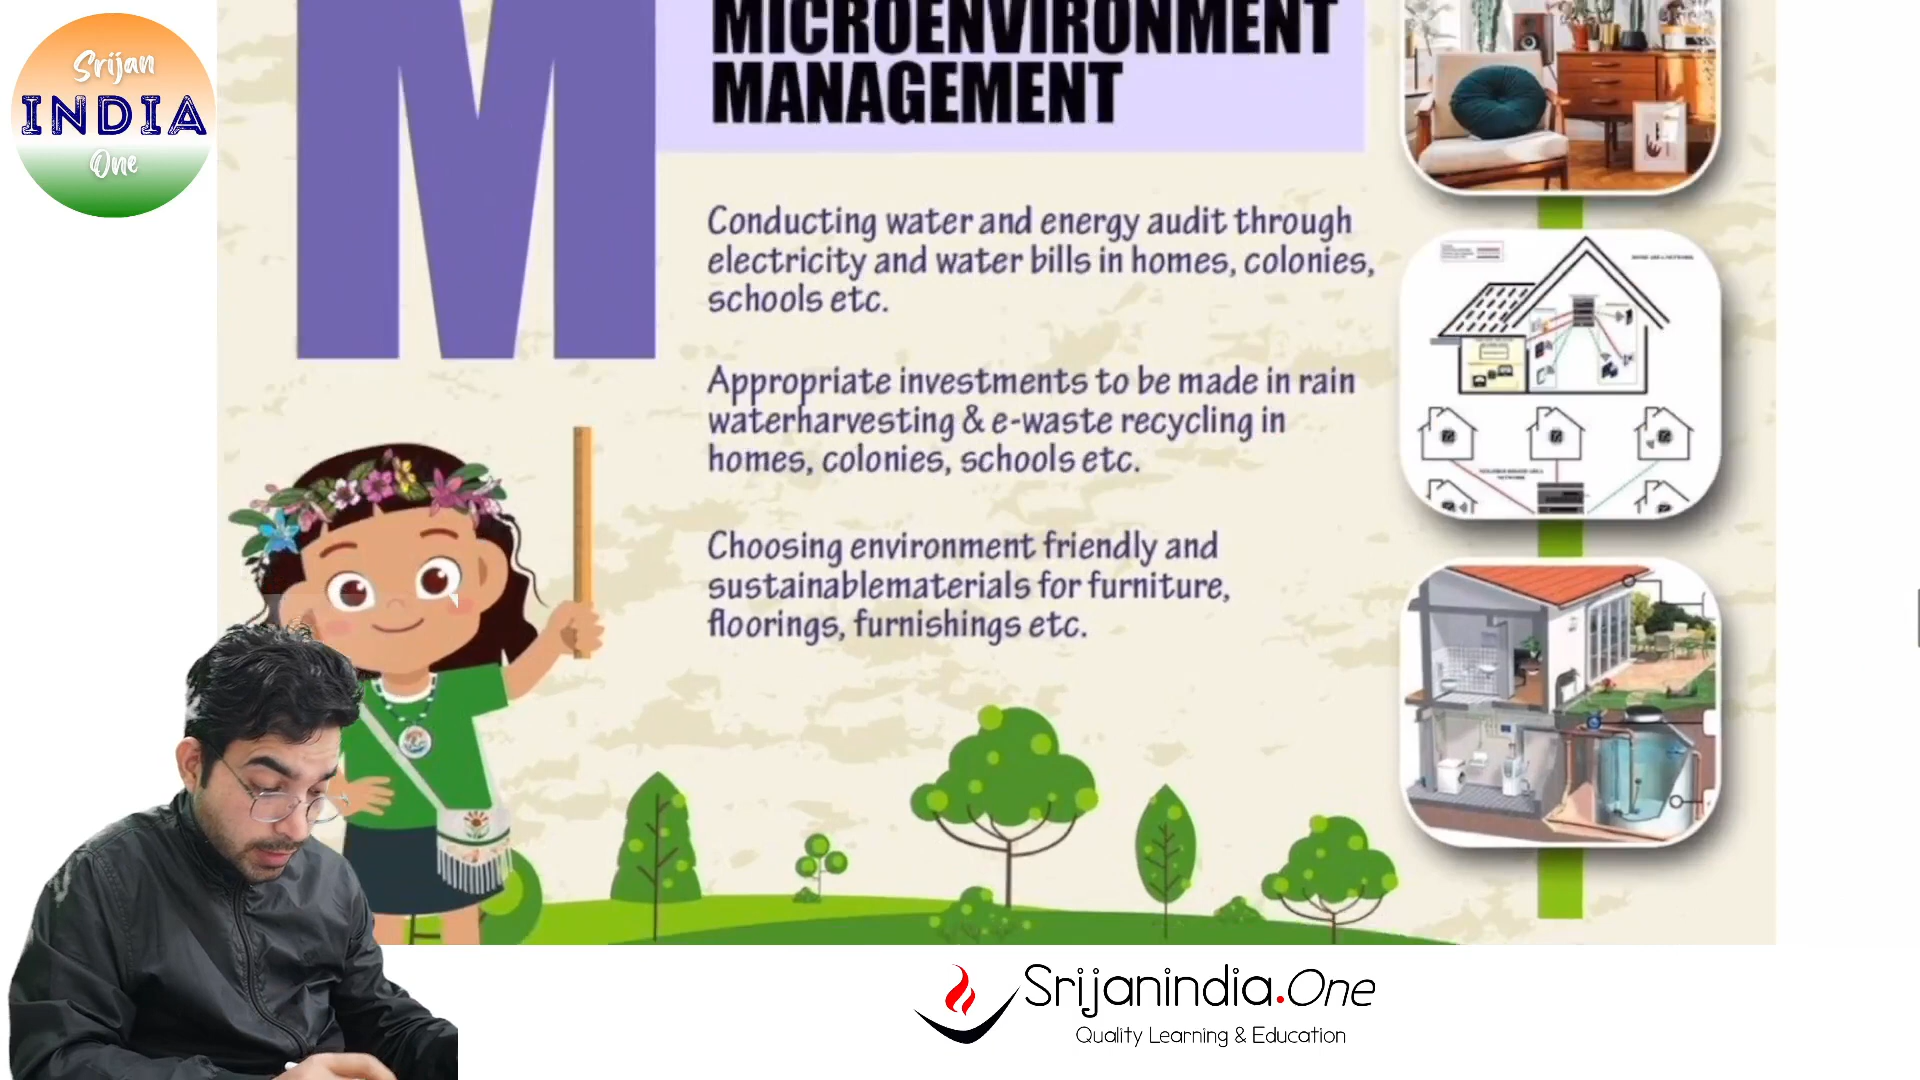 Srijan
INDIA
One
M
MICROENVIRONMENT
MANAGEMENT
Conducting water and energy audit through
electricity and water bills in homes, colonies,
schools etc.
Appropriate investments to be made in rain
waterharvesting & e-waste recycling in
homes, colonies, schools etc.
Choosing environment friendly and
sustainablematerials for furniture,
floorings, furnishings etc.
Srijanindia.One
Quality Learning & Education